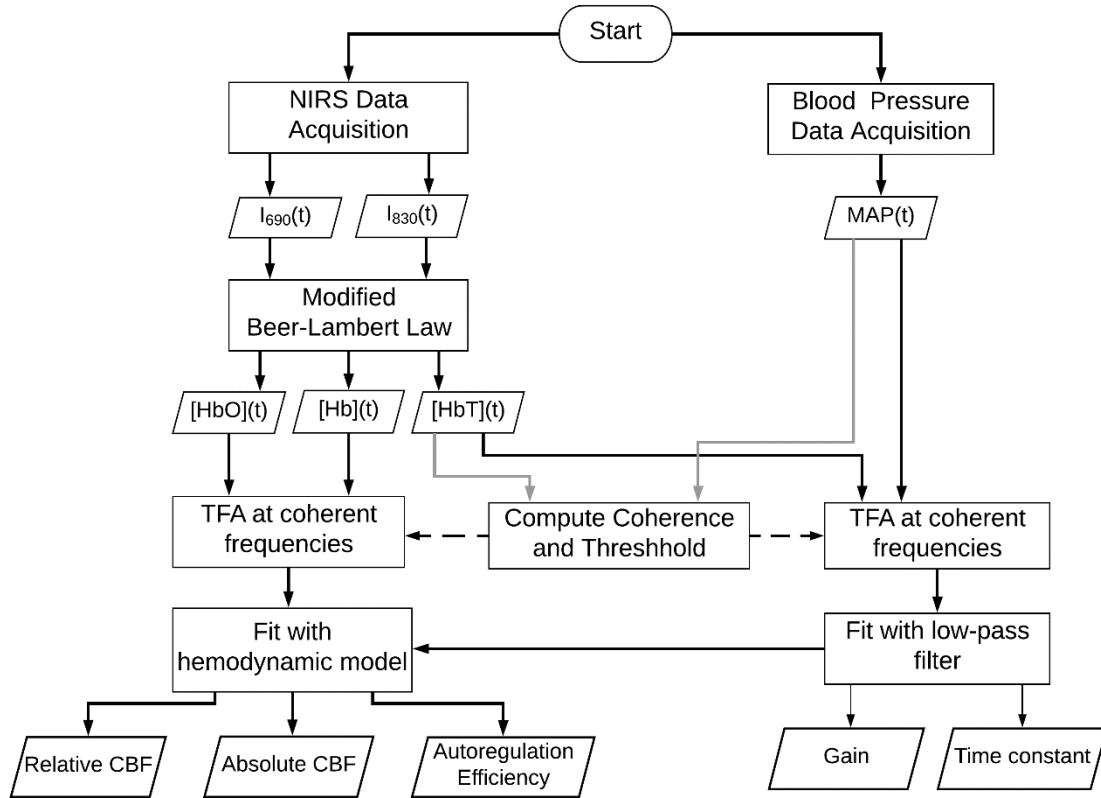 Start
NIRS Data
Acquisition
Blood Pressure
Data Acquisition
I₆₉₀(t)
I₈₃₀(t)
MAP(t)
Modified
Beer-Lambert Law
[HbO](t)
[Hb](t)
[HbT](t)
TFA at coherent
frequencies
Compute Coherence
and Threshhold
TFA at coherent
frequencies
Fit with
hemodynamic model
Fit with low-pass
filter
Relative CBF
Absolute CBF
Autoregulation
Efficiency
Gain
Time constant